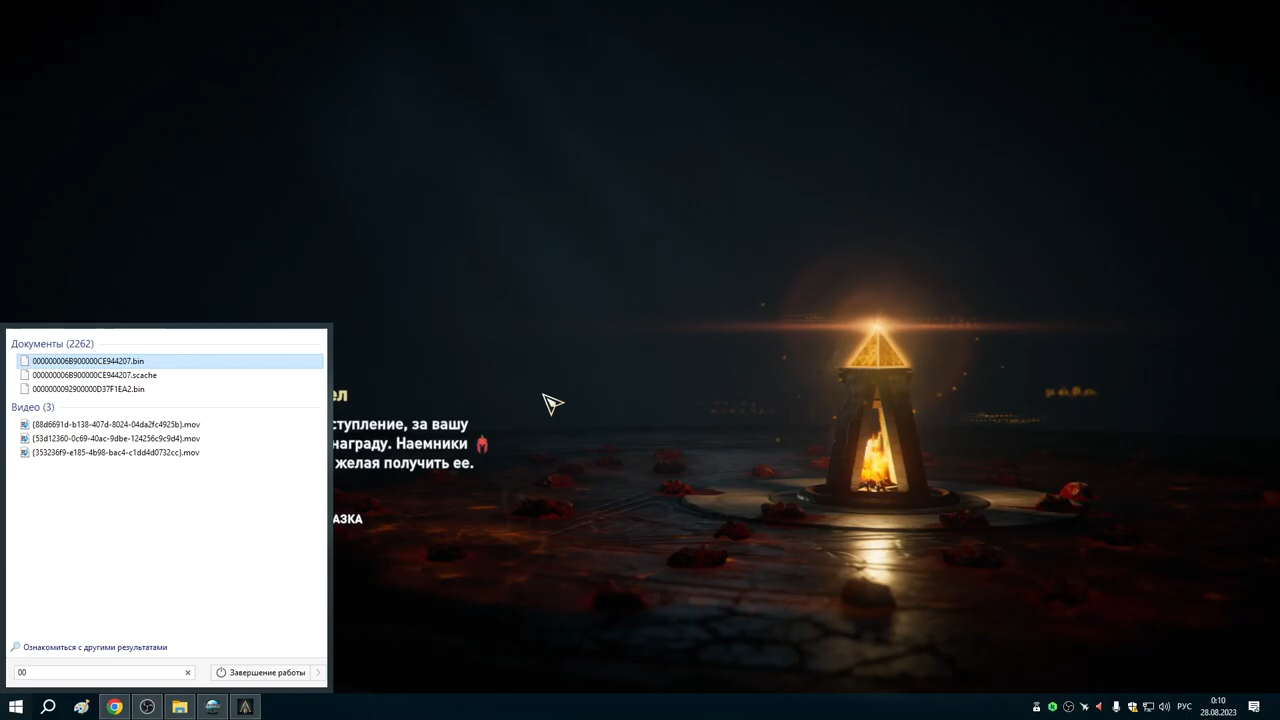 Документы (2262)
000000006B900000CE944207.bin
000000006B900000CE944207.scache
0000000092900000D37F1EA2.bin
Видео (3)
{88d6691d-b138-407d-8024-04da2fc4925b}.mov
{53d12360-0c69-40ac-9dbe-124256c9c9d4}.mov
{353236f9-e185-4b98-bac4-c1dd4d0732cc}.mov
ел
ступление, за вашу
награду. Наемники
желая получить ее.
АЗКА
Ознакомиться с другими результатами
00
Завершение работы
РУС
0:10
28.08.2023